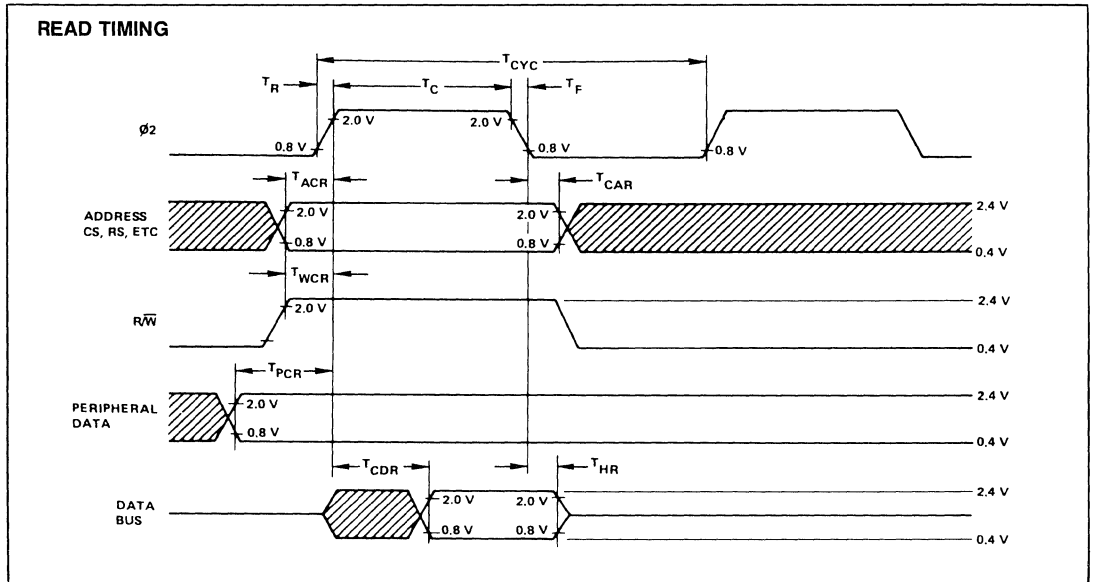 READ TIMING
T_CYC
T_R T_C T_F
Ø2
2.0 V 2.0 V
0.8 V 0.8 V 0.8 V
T_ACR T_CAR
ADDRESS
CS, RS, ETC
2.0 V 2.0 V 2.4 V
0.8 V 0.8 V 0.4 V
T_WCR
R/W̅
2.0 V 2.4 V
0.4 V
T_PCR
PERIPHERAL
DATA
2.0 V 2.4 V
0.8 V 0.4 V
T_CDR T_HR
DATA
BUS
2.0 V 2.0 V 2.4 V
0.8 V 0.8 V 0.4 V